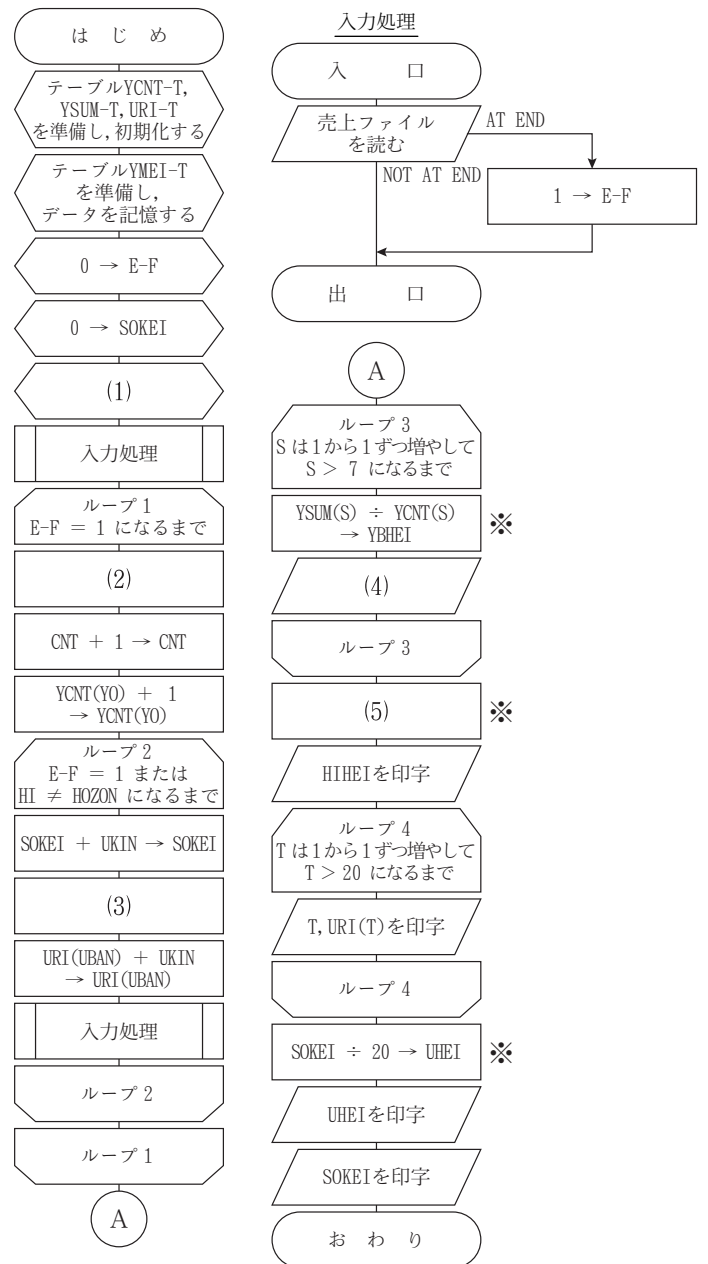 は じ め
テーブルYCNT-T,
YSUM-T,URI-T
を準備し,初期化する
テーブルYMEI-T
を準備し,
データを記憶する
0 → E-F
0 → SOKEI
(1)
入力処理
ループ1
E-F = 1 になるまで
(2)
CNT + 1 → CNT
YCNT(YO) + 1
→ YCNT(YO)
ループ2
E-F = 1 または
HI ≠ HOZON になるまで
SOKEI + UKIN → SOKEI
(3)
URI(UBAN) + UKIN
→ URI(UBAN)
入力処理
ループ2
ループ1
A
入力処理
入 口
売上ファイル
を読む
AT END
NOT AT END
1 → E-F
出 口
A
ループ3
Sは1から1ずつ増やして
S > 7 になるまで
YSUM(S) ÷ YCNT(S)
→ YBHEI
※
(4)
ループ3
(5)
※
HIHEIを印字
ループ4
Tは1から1ずつ増やして
T > 20 になるまで
T,URI(T)を印字
ループ4
SOKEI ÷ 20 → UHEI
※
UHEIを印字
SOKEIを印字
お わ り